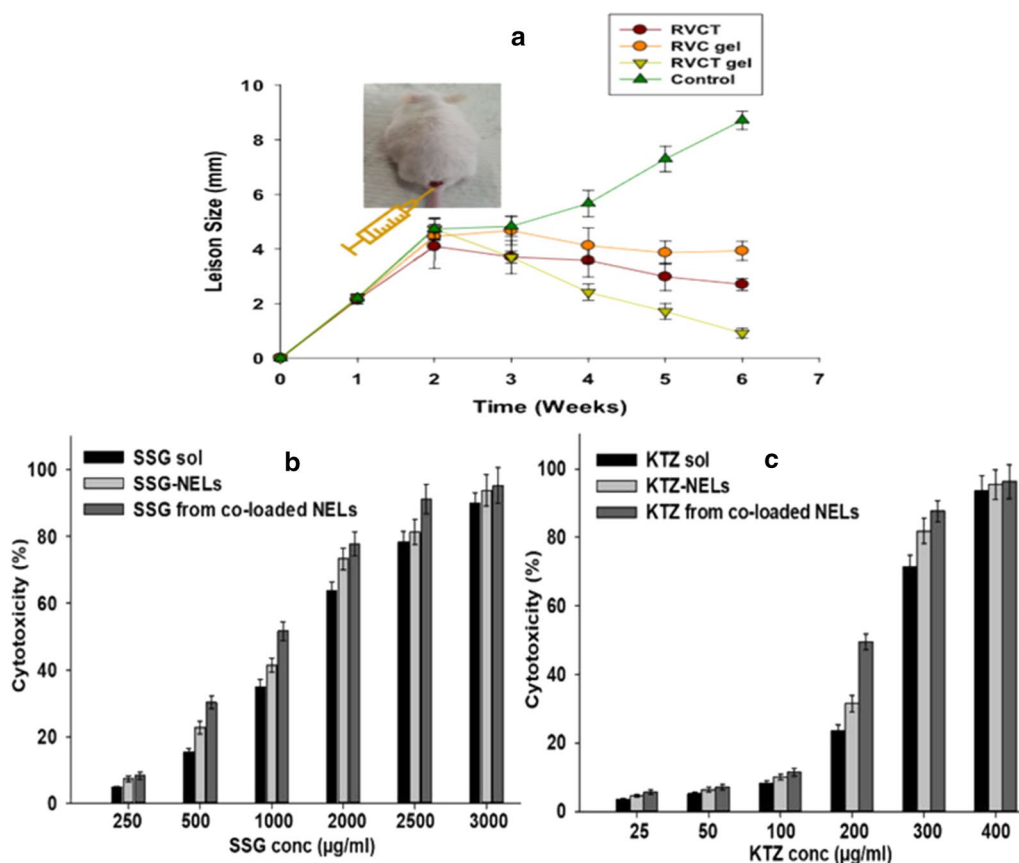 a
RVCT
RVC gel
RVCT gel
Control
Leison Size (mm)
10
8
6
4
2
0
0 1 2 3 4 5 6 7
Time (Weeks)
b
SSG sol
SSG-NELs
SSG from co-loaded NELs
Cytotoxicity (%)
100
80
60
40
20
0
250 500 1000 2000 2500 3000
SSG conc (µg/ml)
c
KTZ sol
KTZ-NELs
KTZ from co-loaded NELs
Cytotoxicity (%)
100
80
60
40
20
0
25 50 100 200 300 400
KTZ conc (µg/ml)